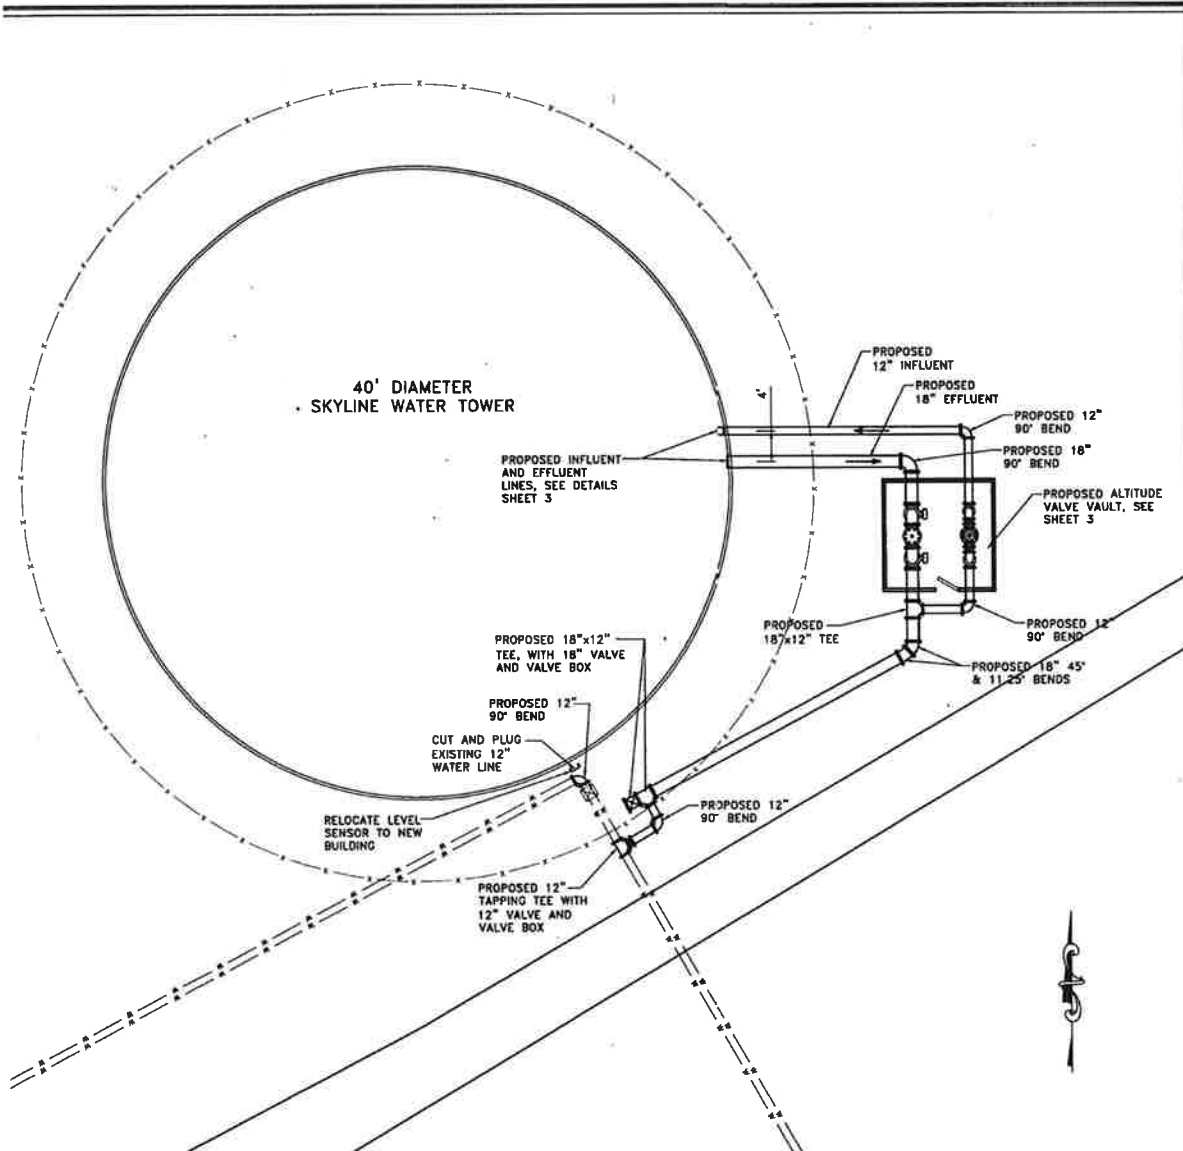 40' DIAMETER
SKYLINE WATER TOWER
PROPOSED
12" INFLUENT
PROPOSED
18" EFFLUENT
4'
PROPOSED 12"
90° BEND
PROPOSED 18"
90° BEND
PROPOSED INFLUENT
AND EFFLUENT
LINES, SEE DETAILS
SHEET 3
PROPOSED ALTITUDE
VALVE VAULT, SEE
SHEET 3
PROPOSED
18"x12" TEE
PROPOSED 12"
90° BEND
PROPOSED 18" 45°
& 11.25° BENDS
PROPOSED 18"x12"
TEE, WITH 18" VALVE
AND VALVE BOX
PROPOSED 12"
90° BEND
CUT AND PLUG
EXISTING 12"
WATER LINE
RELOCATE LEVEL
SENSOR TO NEW
BUILDING
PROPOSED 12"
90° BEND
PROPOSED 12"
TAPPING TEE WITH
12" VALVE AND
VALVE BOX